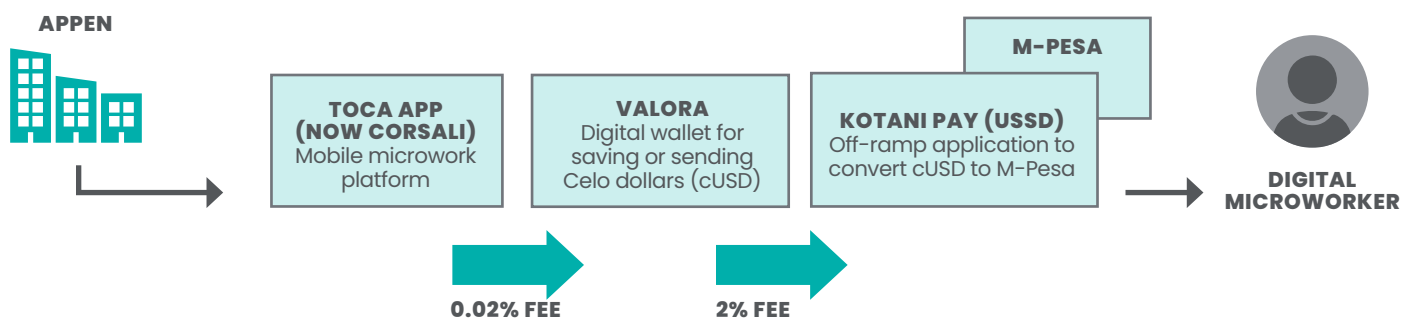 APPEN
TOCA APP
(NOW CORSALI)
Mobile microwork
platform
VALORA
Digital wallet for
saving or sending
Celo dollars (cUSD)
M-PESA
KOTANI PAY (USSD)
Off-ramp application to
convert cUSD to M-Pesa
DIGITAL
MICROWORKER
0.02% FEE
2% FEE